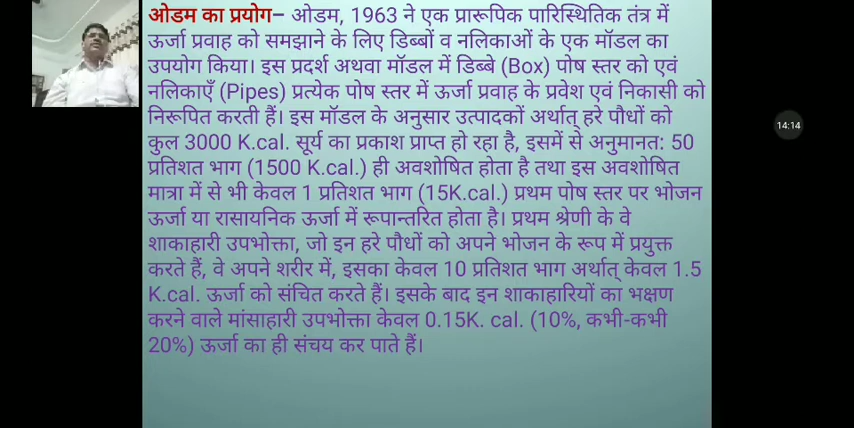 ओडम का प्रयोग– ओडम, 1963 ने एक प्रारूपिक पारिस्थितिक तंत्र में
ऊर्जा प्रवाह को समझाने के लिए डिब्बों व नलिकाओं के एक मॉडल का
उपयोग किया। इस प्रदर्श अथवा मॉडल में डिब्बे (Box) पोष स्तर को एवं
नलिकाएँ (Pipes) प्रत्येक पोष स्तर में ऊर्जा प्रवाह के प्रवेश एवं निकासी को
निरूपित करती हैं। इस मॉडल के अनुसार उत्पादकों अर्थात् हरे पौधों को
कुल 3000 K.cal. सूर्य का प्रकाश प्राप्त हो रहा है, इसमें से अनुमानत: 50
प्रतिशत भाग (1500 K.cal.) ही अवशोषित होता है तथा इस अवशोषित
मात्रा में से भी केवल 1 प्रतिशत भाग (15K.cal.) प्रथम पोष स्तर पर भोजन
ऊर्जा या रासायनिक ऊर्जा में रूपान्तरित होता है। प्रथम श्रेणी के वे
शाकाहारी उपभोक्ता, जो इन हरे पौधों को अपने भोजन के रूप में प्रयुक्त
करते हैं, वे अपने शरीर में, इसका केवल 10 प्रतिशत भाग अर्थात् केवल 1.5
K.cal. ऊर्जा को संचित करते हैं। इसके बाद इन शाकाहारियों का भक्षण
करने वाले मांसाहारी उपभोक्ता केवल 0.15K. cal. (10%, कभी-कभी
20%) ऊर्जा का ही संचय कर पाते हैं।
14:14